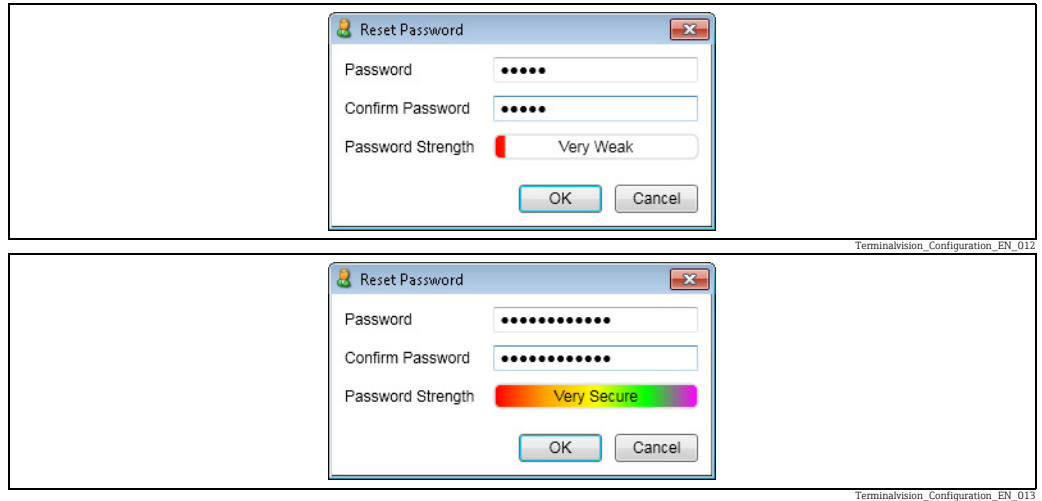 Reset Password
Password •••••
Confirm Password •••••
Password Strength Very Weak
OK Cancel
Terminalvision_Configuration_EN_012
Reset Password
Password ••••••••••••
Confirm Password ••••••••••••
Password Strength Very Secure
OK Cancel
Terminalvision_Configuration_EN_013